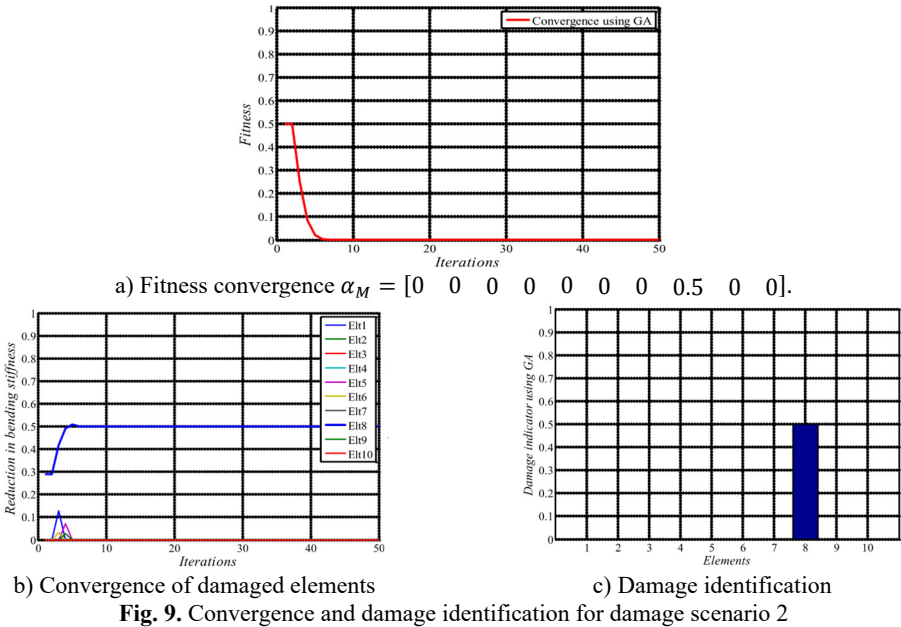 Convergence using GA
1
0.9
0.8
0.7
0.6
0.5
0.4
0.3
0.2
0.1
0
Fitness
0 10 20 30 40 50
Iterations
a) Fitness convergence α_M = [0 0 0 0 0 0 0 0.5 0 0].
1
0.9
0.8
0.7
0.6
0.5
0.4
0.3
0.2
0.1
0
Reduction in bending stiffness
Elt1
Elt2
Elt3
Elt4
Elt5
Elt6
Elt7
Elt8
Elt9
Elt10
0 10 20 30 40 50
Iterations
b) Convergence of damaged elements
1
0.9
0.8
0.7
0.6
0.5
0.4
0.3
0.2
0.1
0
Damage indicator using GA
1 2 3 4 5 6 7 8 9 10
Elements
c) Damage identification
Fig. 9. Convergence and damage identification for damage scenario 2